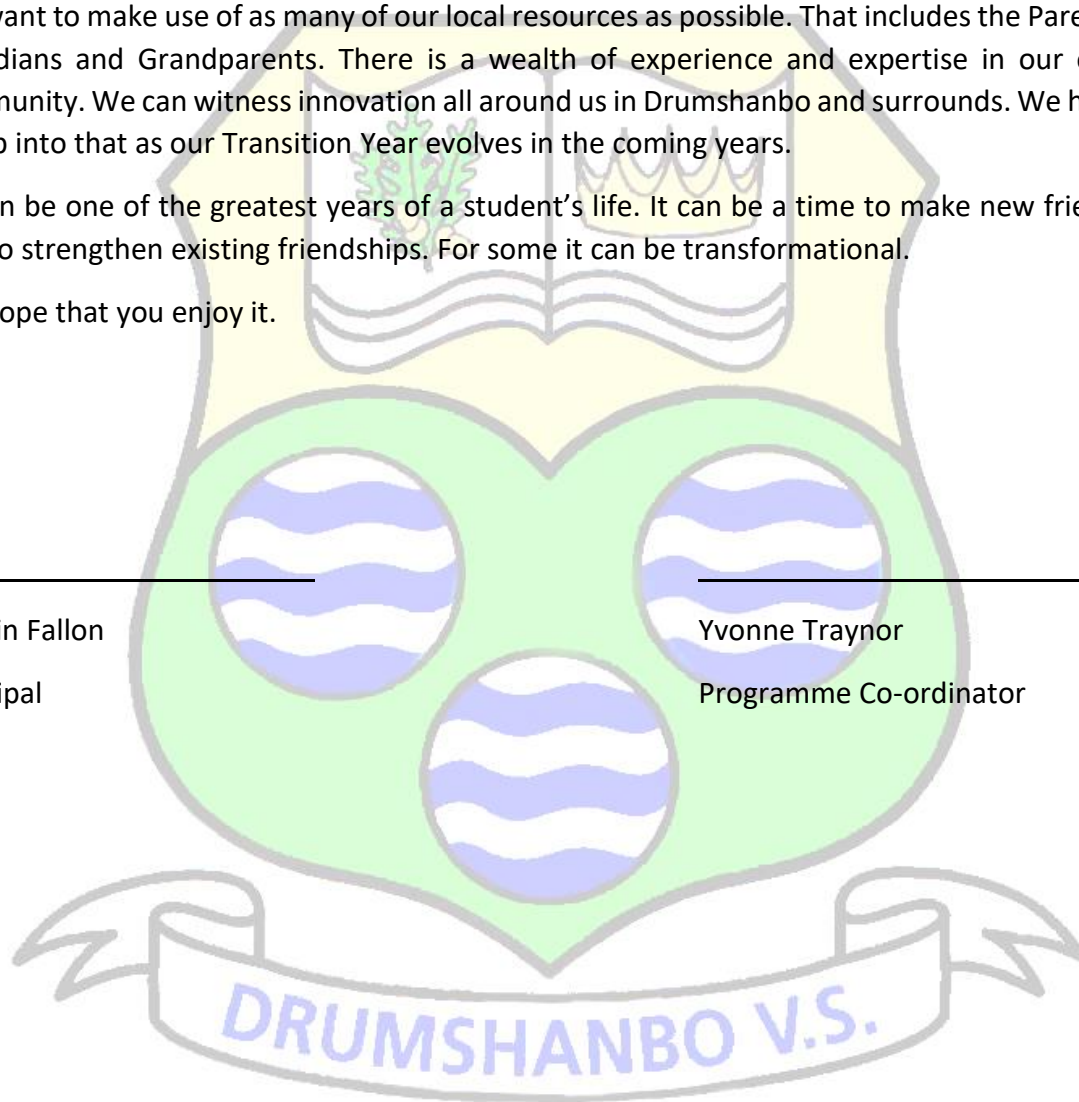 vant to make use of as many of our local resources as possible. That includes the Pare
dians and Grandparents. There is a wealth of experience and expertise in our
munity. We can witness innovation all around us in Drumshanbo and surrounds. We h
into that as our Transition Year evolves in the coming years.
n be one of the greatest years of a student's life. It can be a time to make new frie
o strengthen existing friendships. For some it can be transformational.
ope that you enjoy it.
in Fallon
Yvonne Traynor
ipal
Programme Co-ordinator
DRUMSHANBO V.S.